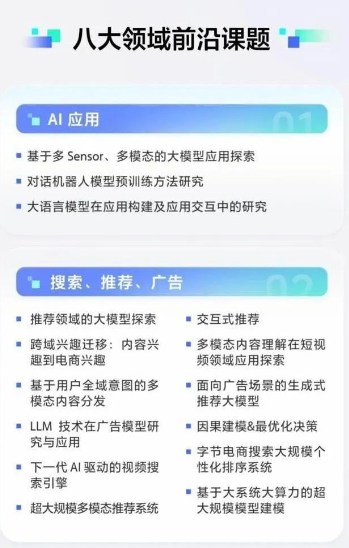 八大领域前沿课题
AI 应用
01
基于多 Sensor、多模态的大模型应用探索
对话机器人模型预训练方法研究
大语言模型在应用构建及应用交互中的研究
搜索、推荐、广告
02
推荐领域的大模型探索
跨域兴趣迁移：内容兴
趣到电商兴趣
基于用户全域意图的多
模态内容分发
LLM 技术在广告模型研
究与应用
下一代 AI 驱动的视频搜
索引擎
超大规模多模态推荐系统
交互式推荐
多模态内容理解在短视
频领域应用探索
面向广告场景的生成式
推荐大模型
因果建模&最优化决策
字节电商搜索大规模个
性化排序系统
基于大系统大算力的超
大规模模型建模